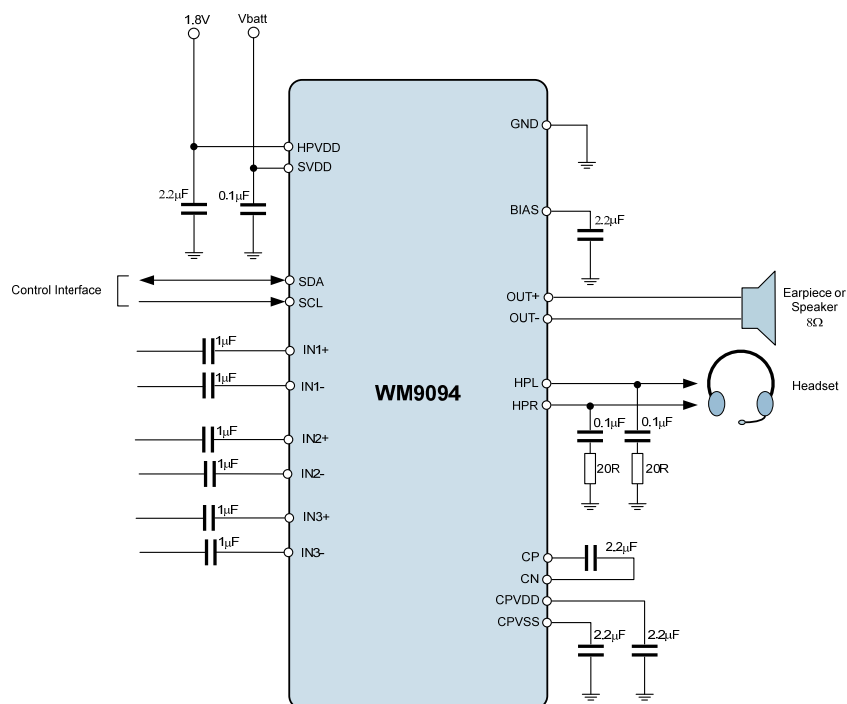 1.8V
Vbatt
GND
HPVDD
SVDD
2.2µF
0.1µF
BIAS
2.2µF
Control Interface
SDA
SCL
OUT+
OUT-
Earpiece or
Speaker
8Ω
IN1+
1µF
IN1-
1µF
WM9094
HPL
HPR
Headset
0.1µF
0.1µF
20R
20R
IN2+
1µF
IN2-
1µF
IN3+
1µF
IN3-
1µF
CP
2.2µF
CN
CPVDD
CPVSS
2.2µF
2.2µF